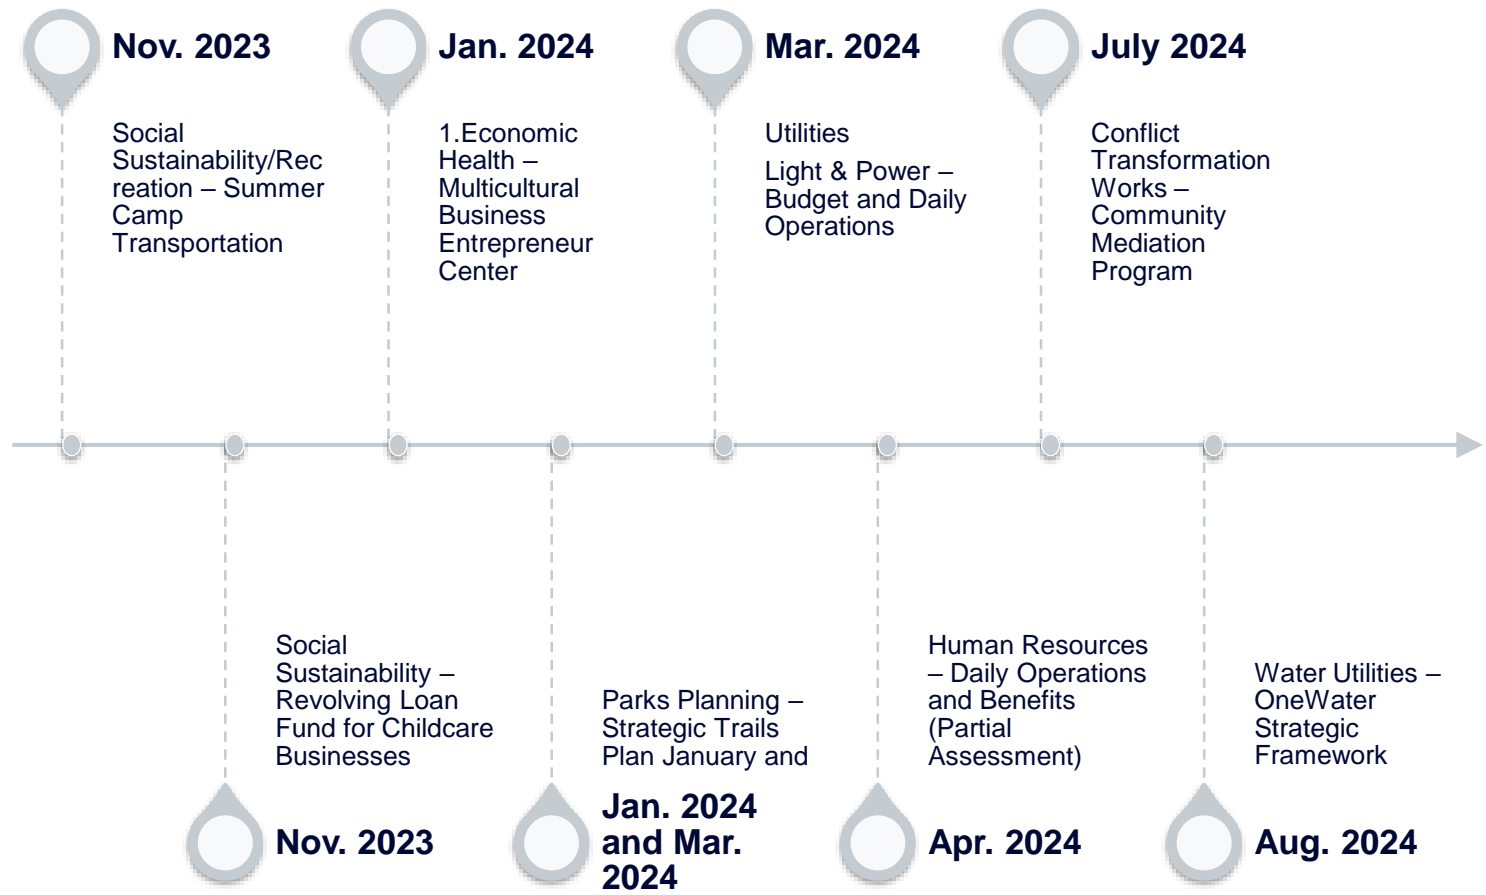 Nov. 2023
Social
Sustainability/Rec
reation – Summer
Camp
Transportation
Jan. 2024
1.Economic
Health –
Multicultural
Business
Entrepreneur
Center
Mar. 2024
Utilities
Light & Power –
Budget and Daily
Operations
July 2024
Conflict
Transformation
Works –
Community
Mediation
Program
Social
Sustainability –
Revolving Loan
Fund for Childcare
Businesses
Nov. 2023
Parks Planning –
Strategic Trails
Plan January and
Jan. 2024
and Mar.
2024
Human Resources
– Daily Operations
and Benefits
(Partial
Assessment)
Apr. 2024
Water Utilities –
OneWater
Strategic
Framework
Aug. 2024